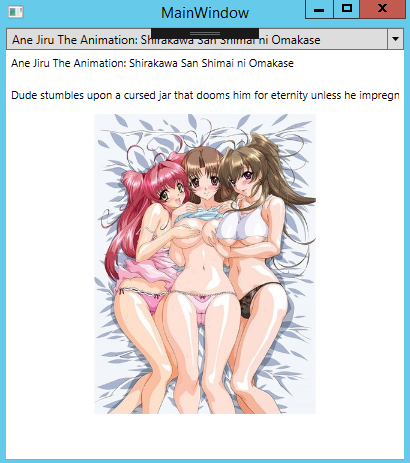 MainWindow
Ane Jiru The Animation: Shirakawa San Shimai ni Omakase
Ane Jiru The Animation: Shirakawa San Shimai ni Omakase
Dude stumbles upon a cursed jar that dooms him for eternity unless he impregn